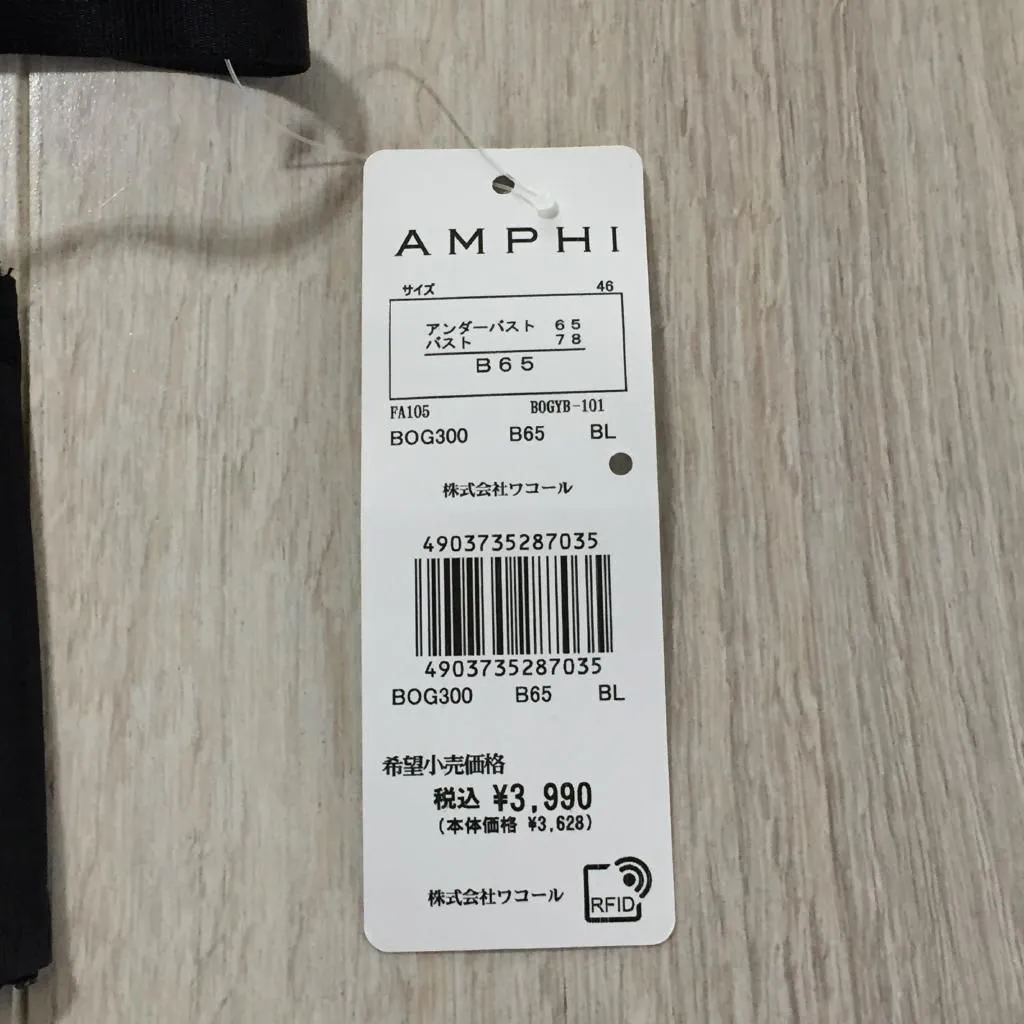 AMPHI
サイズ 46
アンダーバスト 65
バスト 78
B65
FA105 BOGYB-101
BOG300 B65 BL
株式会社ワコール
4903735287035
4903735287035
BOG300 B65 BL
希望小売価格
税込 ¥3,990
(本体価格 ¥3,628)
株式会社ワコール RFID